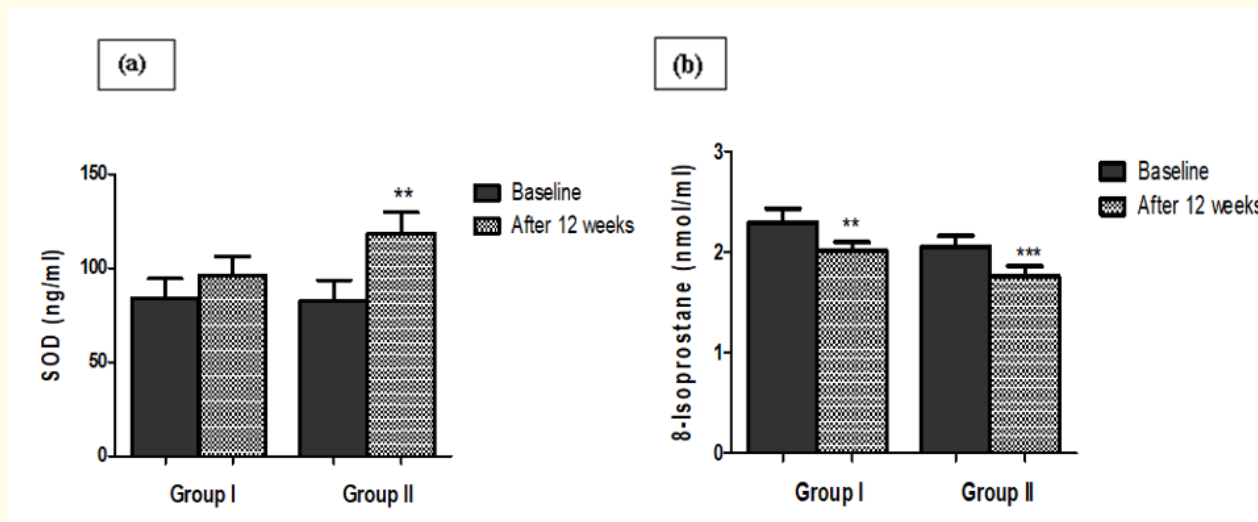 (a)
SOD (ng/ml)
150
100
50
0
**
Group I
Group II
Baseline
After 12 weeks
(b)
8-Isoprostane (nmol/ml)
3
2
1
0
**
***
Group I
Group II
Baseline
After 12 weeks